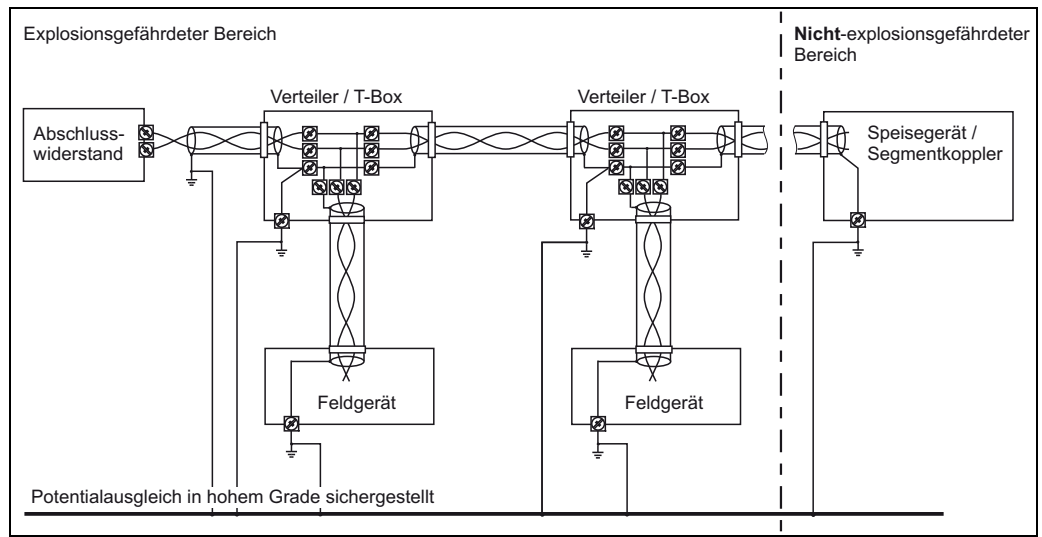 Explosionsgefährdeter Bereich
Nicht-explosionsgefährdeter
Bereich
Verteiler / T-Box
Verteiler / T-Box
Abschluss-
widerstand
Speisegerät /
Segmentkoppler
Feldgerät
Feldgerät
Potentialausgleich in hohem Grade sichergestellt